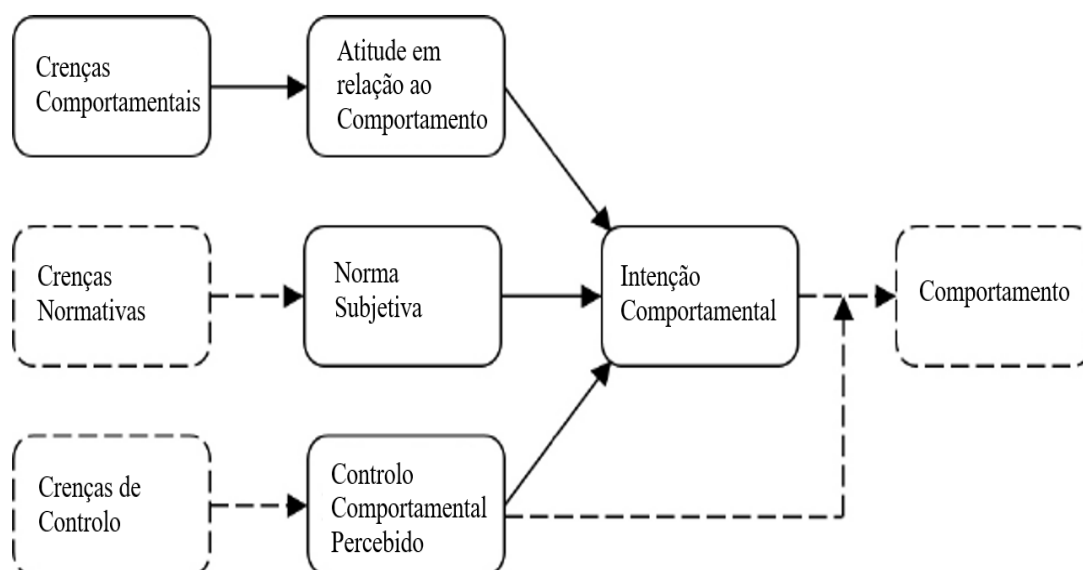 Crenças
Comportamentais
Atitude em
relação ao
Comportamento
Crenças
Normativas
Norma
Subjetiva
Intenção
Comportamental
Comportamento
Crenças de
Controlo
Controlo
Comportamental
Percebido